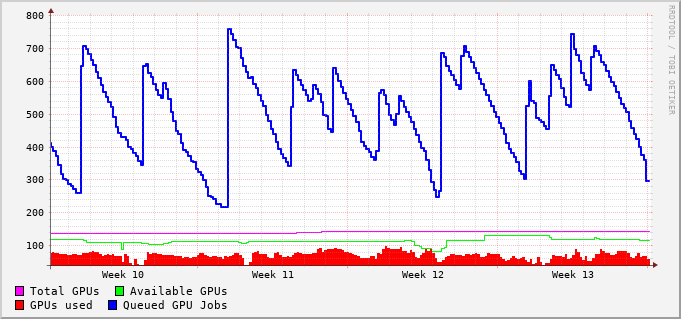 800
700
600
500
400
300
200
100
Week 10 Week 11 Week 12 Week 13
Total GPUs Available GPUs
GPUs used Queued GPU Jobs
RRDTOOL / TOBI OETIKER